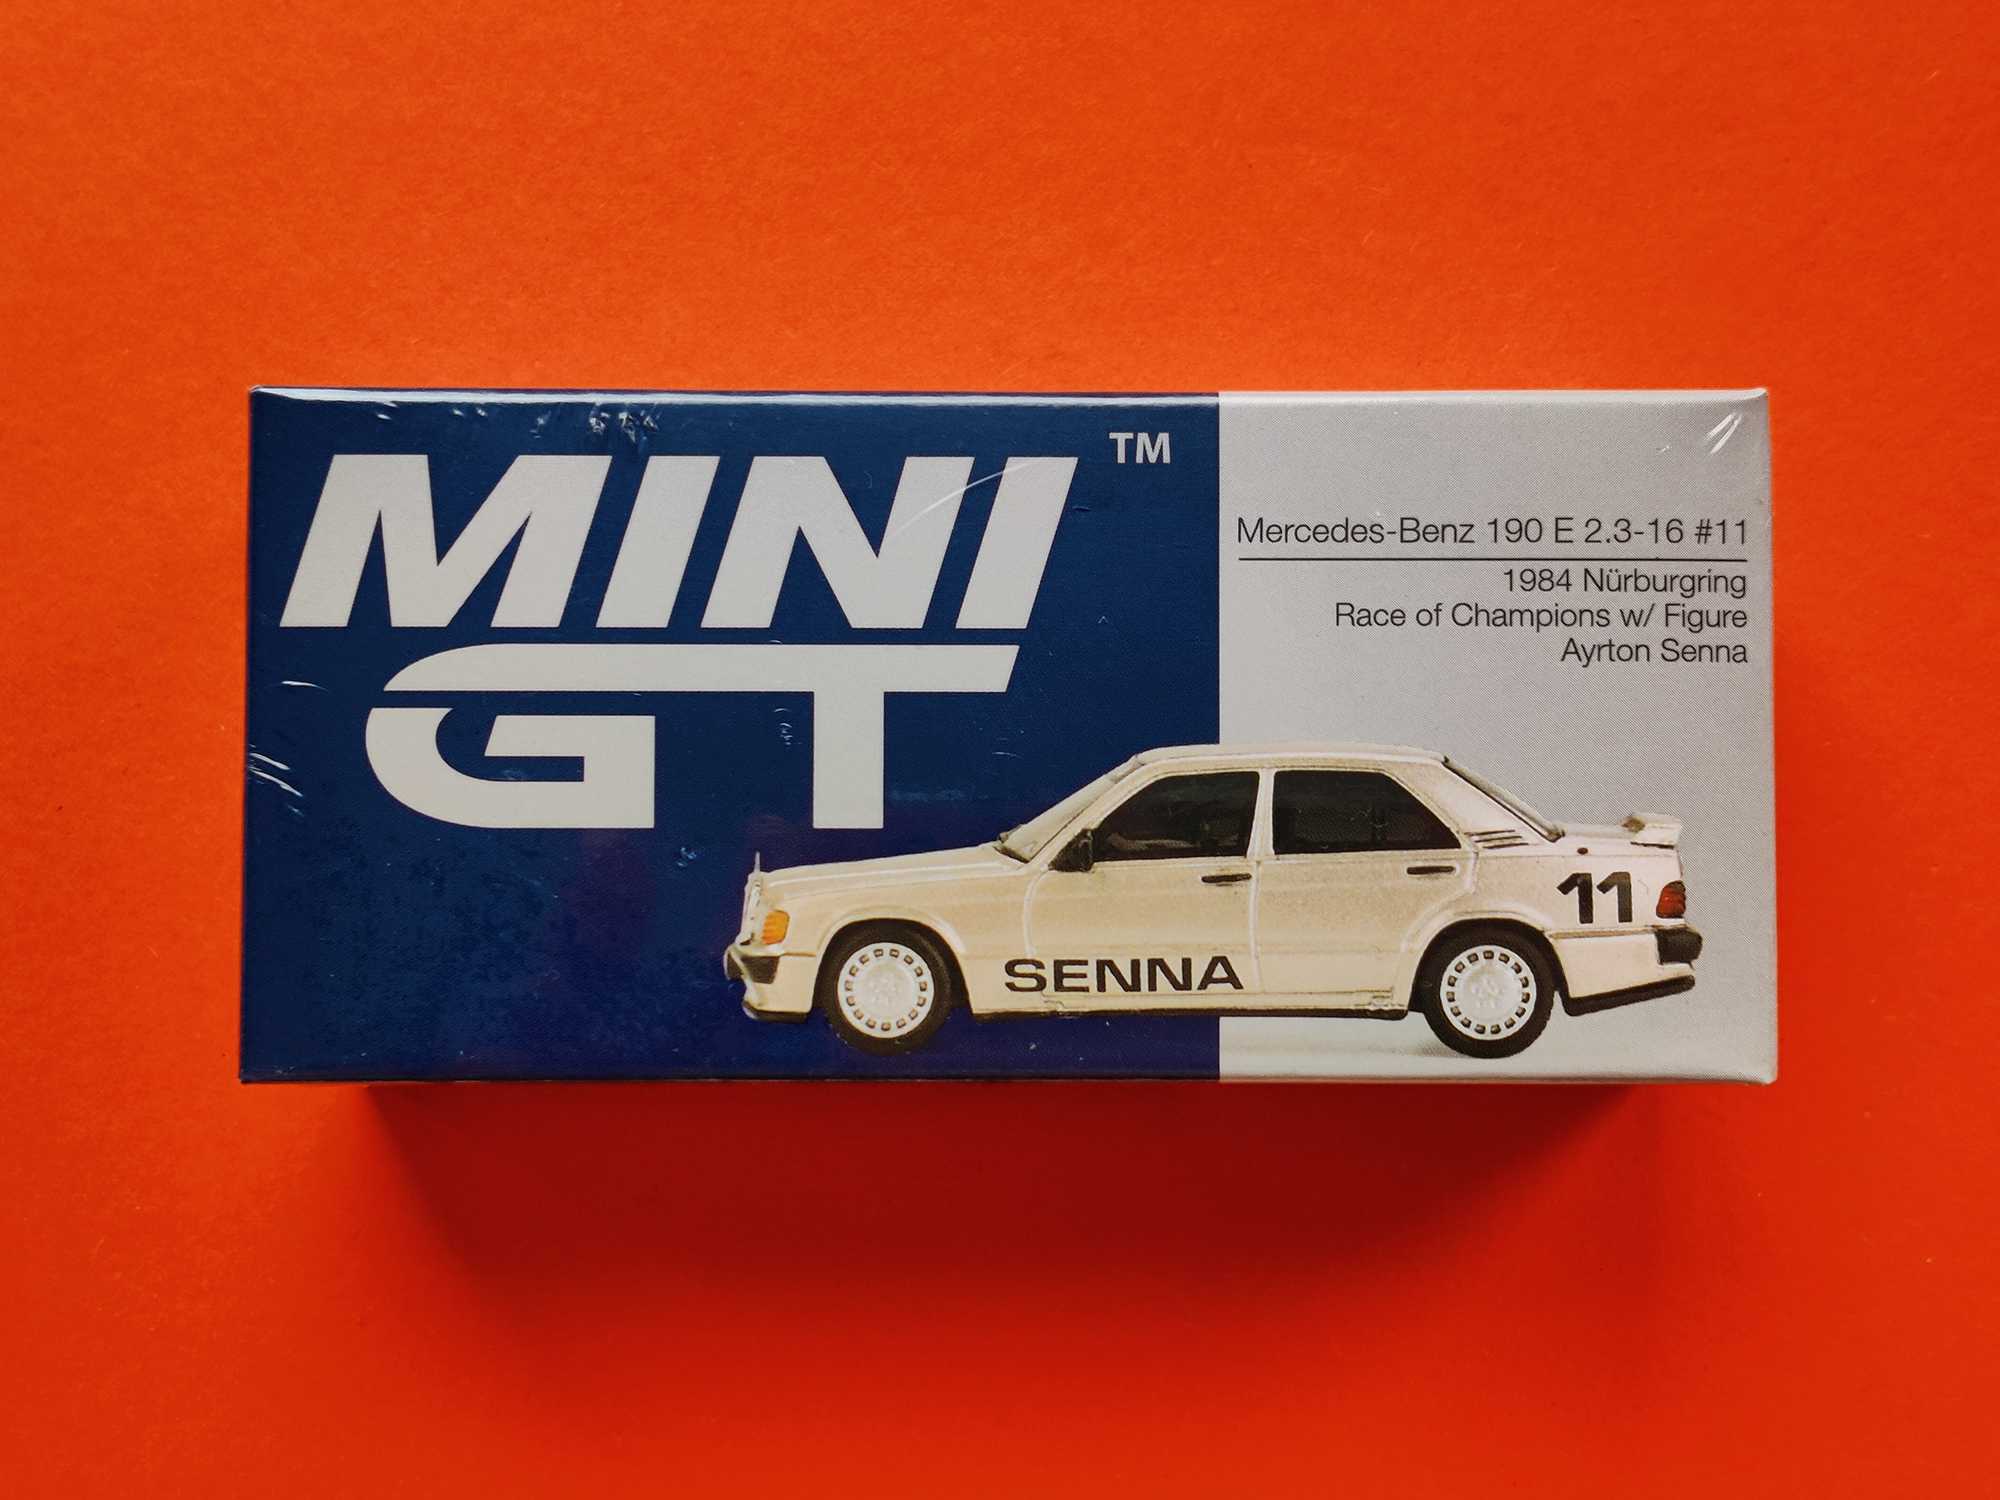 MINI
GT
TM
Mercedes-Benz 190 E 2.3-16 #11
1984 Nürburgring
Race of Champions w/ Figure
Ayrton Senna
11
SENNA